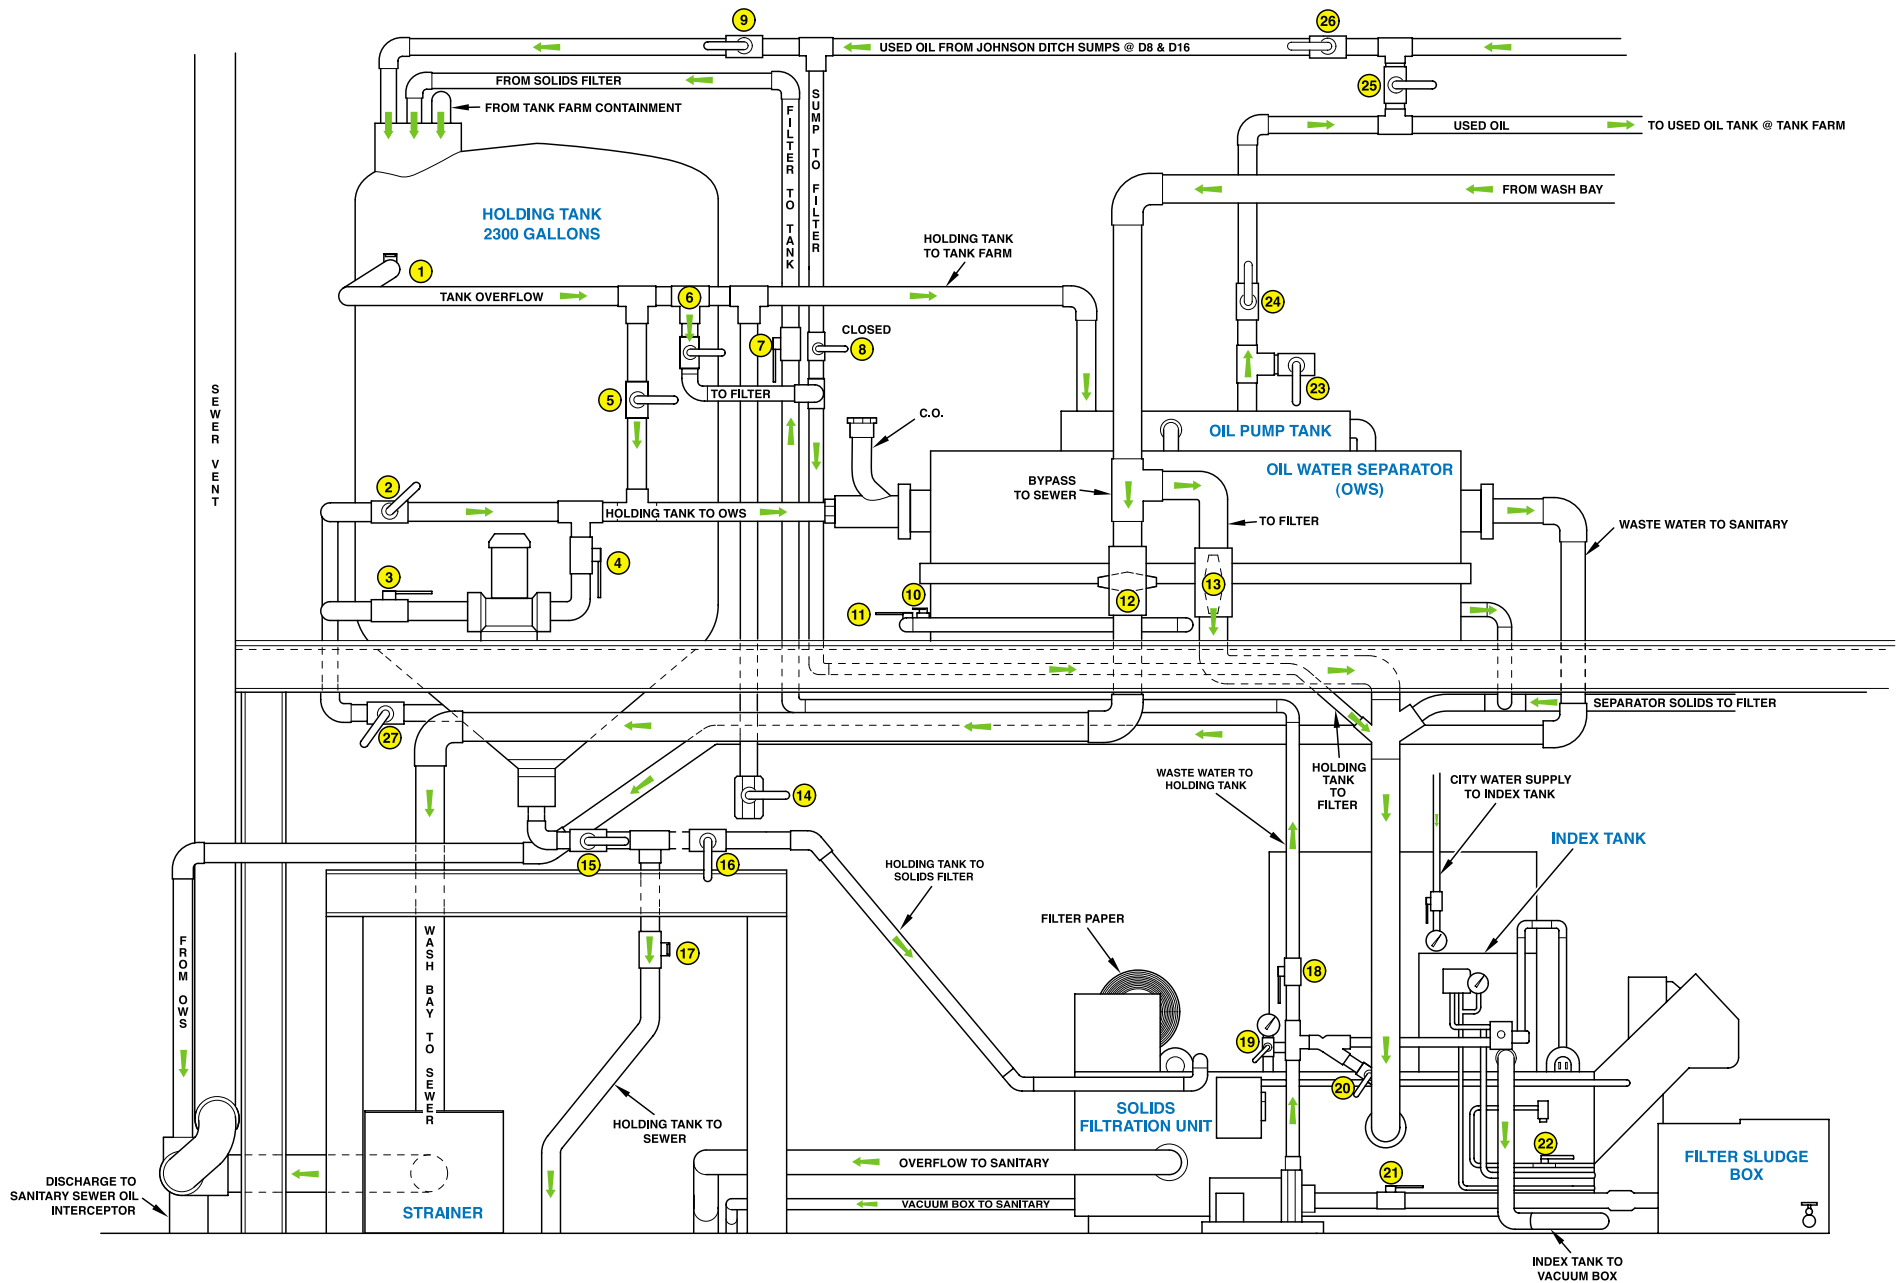 9
26
USED OIL FROM JOHNSON DITCH SUMPS @ D8 & D16
FROM SOLIDS FILTER
25
FROM TANK FARM CONTAINMENT
USED OIL
TO USED OIL TANK @ TANK FARM
FILTER TO TANK
SUMP TO FILTER
FROM WASH BAY
HOLDING TANK
2300 GALLONS
HOLDING TANK
TO TANK FARM
1
TANK OVERFLOW
6
24
CLOSED
7
8
SEWER VENT
5
TO FILTER
23
C.O.
OIL PUMP TANK
OIL WATER SEPARATOR
(OWS)
BYPASS
TO SEWER
2
HOLDING TANK TO OWS
TO FILTER
WASTE WATER TO SANITARY
4
3
13
10
12
11
SEPARATOR SOLIDS TO FILTER
27
WASTE WATER TO
HOLDING TANK
HOLDING
TANK
TO
FILTER
CITY WATER SUPPLY
TO INDEX TANK
14
INDEX TANK
15
16
HOLDING TANK TO
SOLIDS FILTER
FILTER PAPER
FROM OWS
WASH BAY TO SEWER
17
18
19
20
SOLIDS
FILTRATION UNIT
HOLDING TANK TO
SEWER
22
OVERFLOW TO SANITARY
21
FILTER SLUDGE
BOX
DISCHARGE TO
SANITARY SEWER OIL
INTERCEPTOR
STRAINER
VACUUM BOX TO SANITARY
INDEX TANK TO
VACUUM BOX